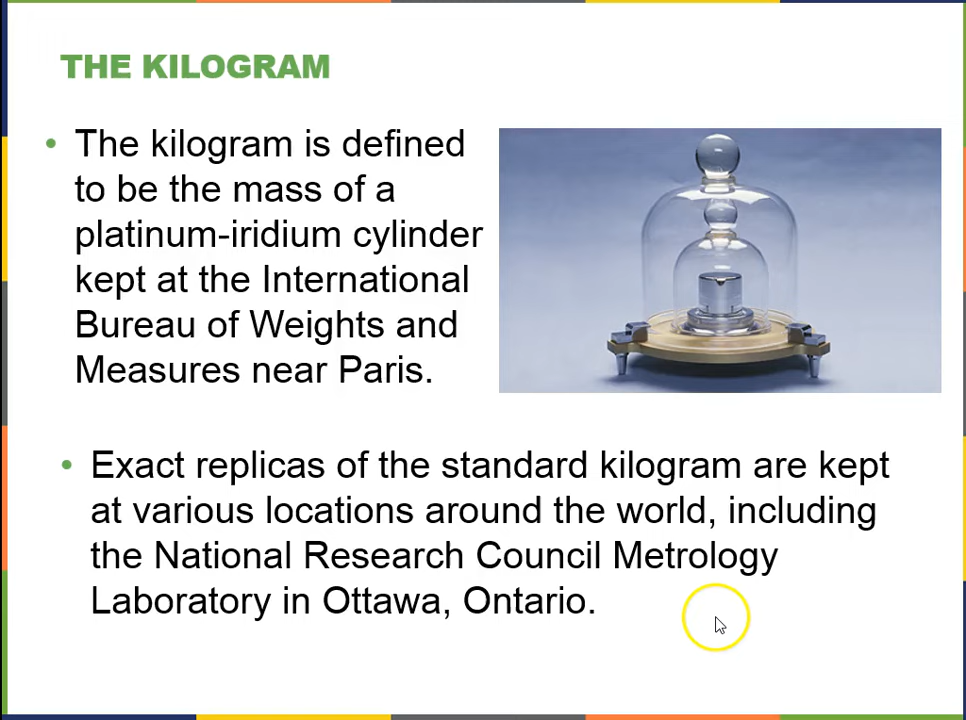 THE KILOGRAM
• The kilogram is defined
to be the mass of a
platinum-iridium cylinder
kept at the International
Bureau of Weights and
Measures near Paris.
• Exact replicas of the standard kilogram are kept
at various locations around the world, including
the National Research Council Metrology
Laboratory in Ottawa, Ontario.